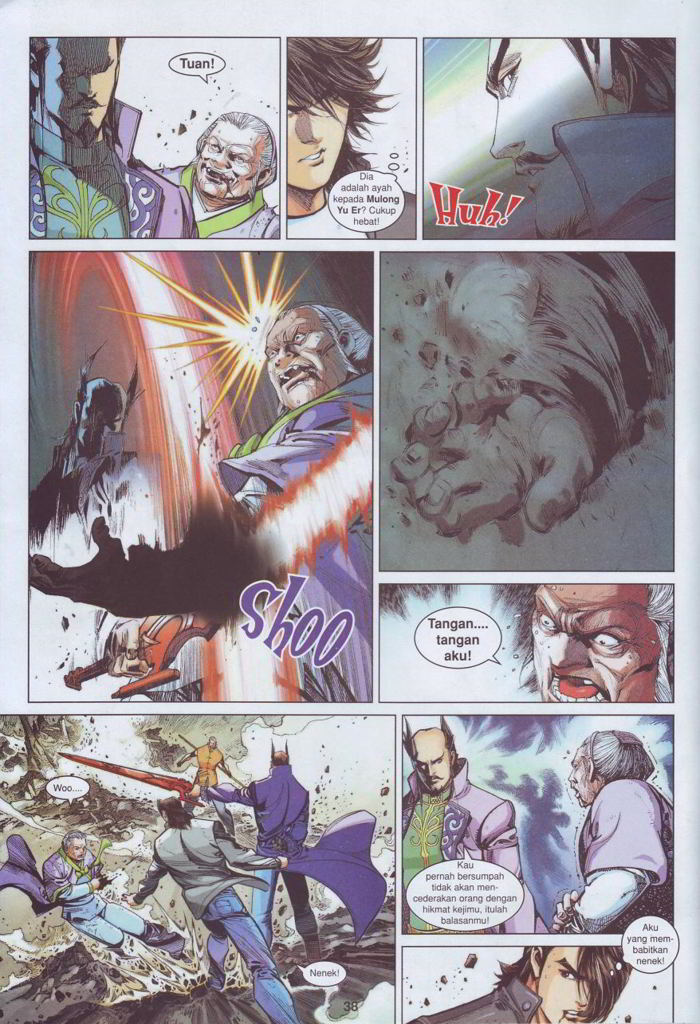 Tuan!
Dia
adalah ayah
kepada Mulong
Yu Er? Cukup
hebat!
Huh!
Shoo
Tangan....
tangan
aku!
Woo....
Nenek!
Kau
pernah bersumpah
tidak akan men-
cederakan orang dengan
hikmat kejimu, itulah
balasanmu!
Aku
yang mem-
babitkan
nenek!
38